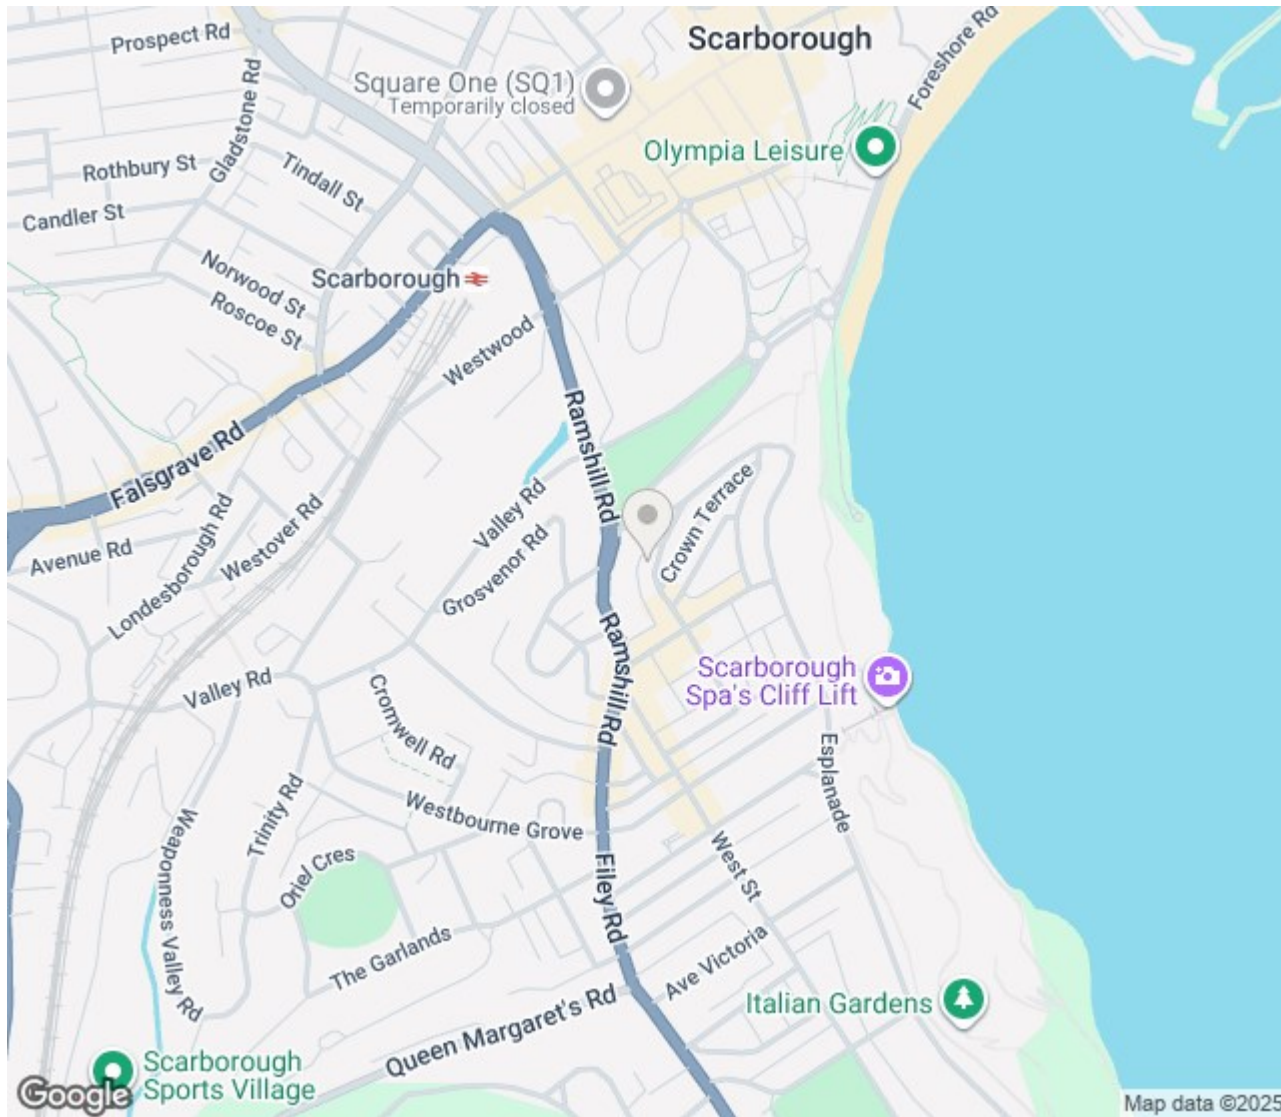 Prospect Rd
Scarborough
Foreshore Rd
Square One (SQ1)
Temporarily closed
Gladstone Rd
Olympia Leisure
Rothbury St
Tindall St
Candler St
Norwood St
Scarborough
Roscoe St
Westwood
Ramshill Rd
Falsgrave Rd
Valley Rd
Crown Terrace
Avenue Rd
Londesborough Rd
Westover Rd
Grosvenor Rd
Ramshill Rd
Scarborough
Spa's Cliff Lift
Valley Rd
Cromwell Rd
Esplanade
Trinity Rd
Weaponness Valley Rd
Westbourne Grove
Oriel Cres
Filey Rd
West St
The Garlands
Ave Victoria
Italian Gardens
Queen Margaret's Rd
Scarborough
Sports Village
Google
Map data ©2025